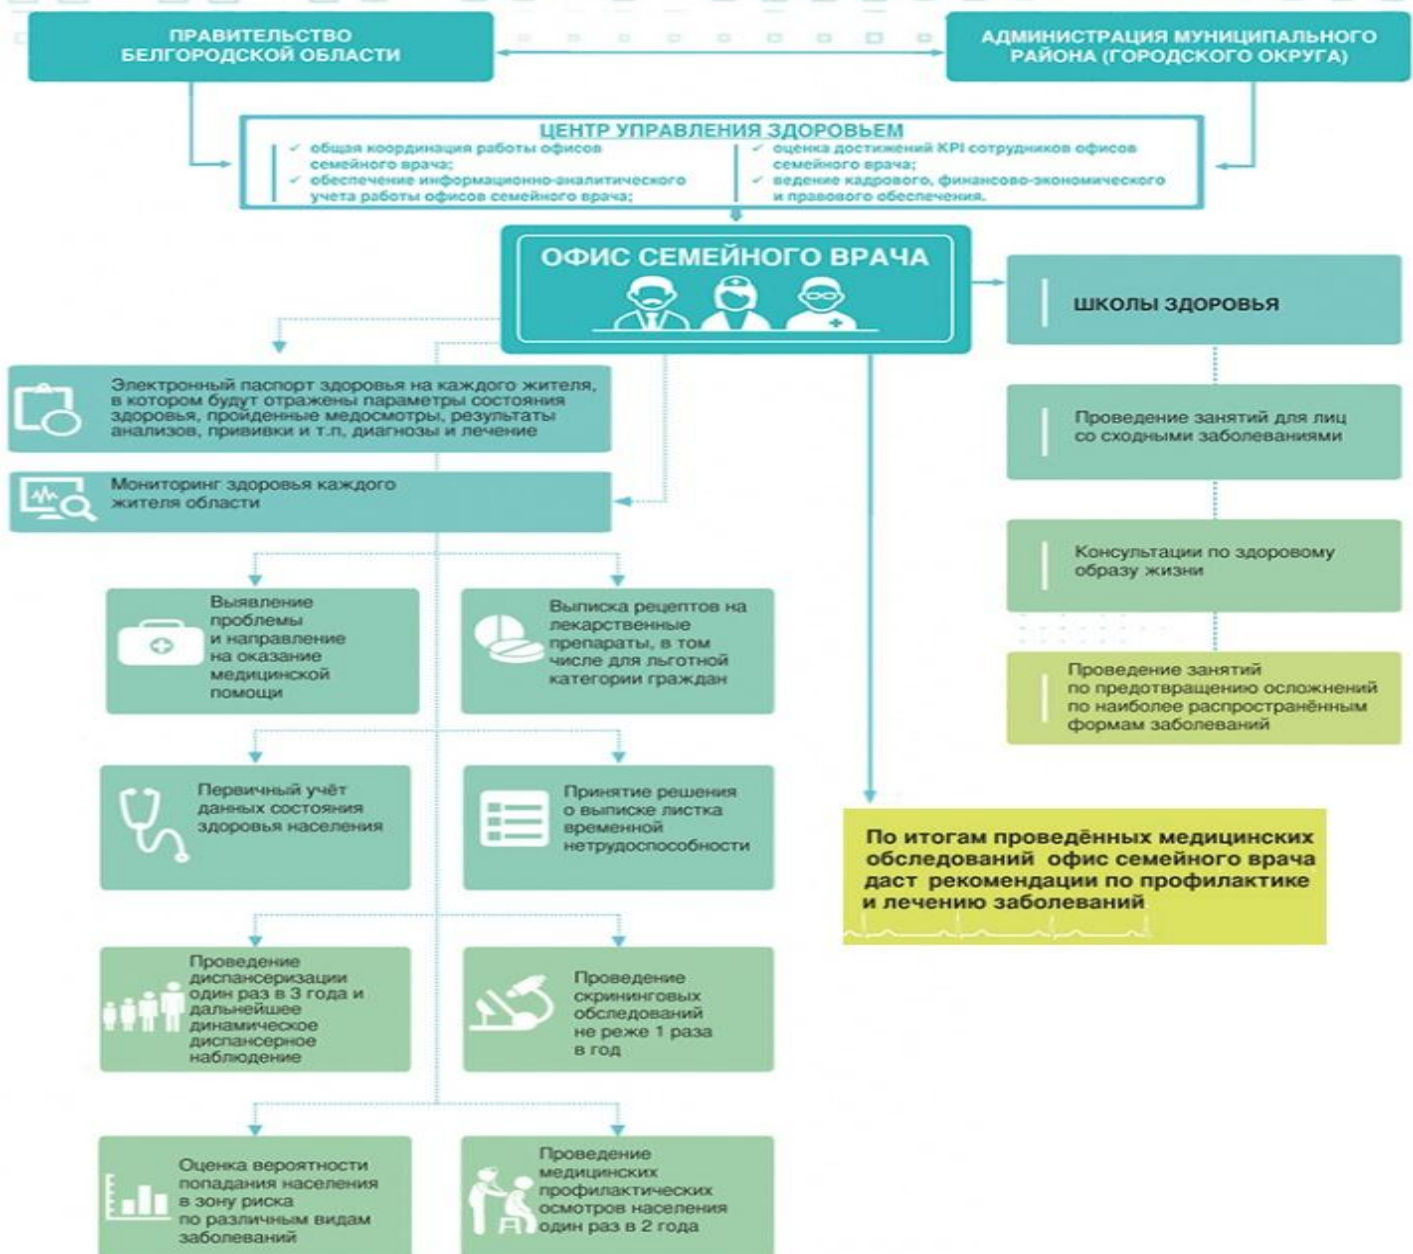 ПРАВИТЕЛЬСТВО
БЕЛГОРОДСКОЙ ОБЛАСТИ
АДМИНИСТРАЦИЯ МУНИЦИПАЛЬНОГО
РАЙОНА (ГОРОДСКОГО ОКРУГА)
ЦЕНТР УПРАВЛЕНИЯ ЗДОРОВЬЕМ
✓ общая координация работы офисов
семейного врача;
✓ обеспечение информационно-аналитического
учета работы офисов семейного врача;
✓ оценка достижений KPI сотрудников офисов
семейного врача;
✓ ведение кадрового, финансово-экономического
и правового обеспечения.
ОФИС СЕМЕЙНОГО ВРАЧА
ШКОЛЫ ЗДОРОВЬЯ
Проведение занятий для лиц
со сходными заболеваниями
Консультации по здоровому
образу жизни
Проведение занятий
по предотвращению осложнений
по наиболее распространённым
формам заболеваний
Электронный паспорт здоровья на каждого жителя,
в котором будут отражены параметры состояния
здоровья, пройденные медосмотры, результаты
анализов, прививки и т.п, диагнозы и лечение
Мониторинг здоровья каждого
жителя области
Выявление
проблемы
и направление
на оказание
медицинской
помощи
Выписка рецептов на
лекарственные
препараты, в том
числе для льготной
категории граждан
Первичный учёт
данных состояния
здоровья населения
Принятие решения
о выписке листка
временной
нетрудоспособности
Проведение
диспансеризации
один раз в 3 года и
дальнейшее
динамическое
диспансерное
наблюдение
Проведение
скрининговых
обследований
не реже 1 раза
в год
Оценка вероятности
попадания населения
в зону риска
по различным видам
заболеваний
Проведение
медицинских
профилактических
осмотров населения
один раз в 2 года
По итогам проведённых медицинских
обследований офис семейного врача
даст рекомендации по профилактике
и лечению заболеваний